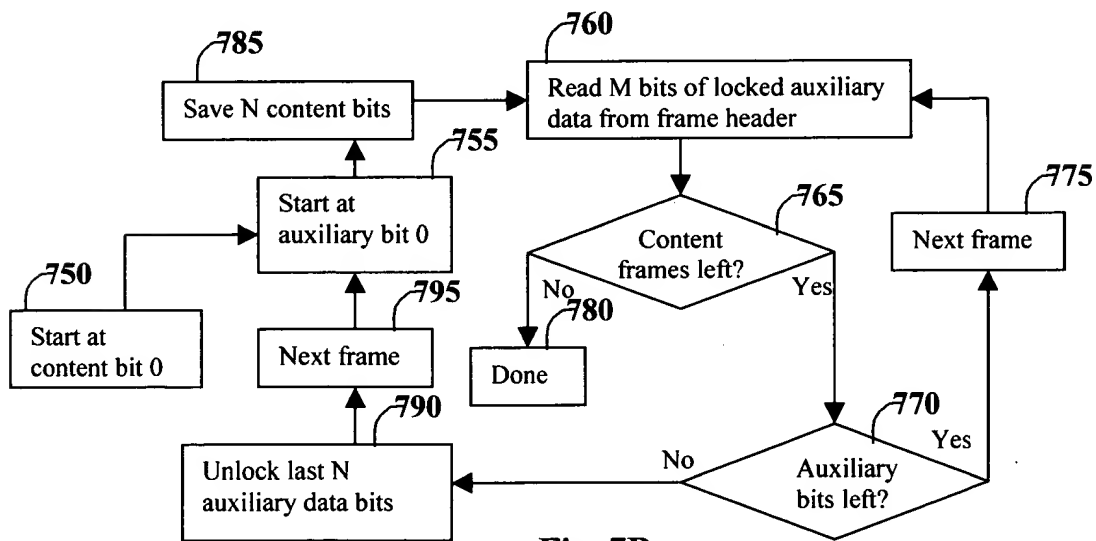 785
Save N content bits
760
Read M bits of locked auxiliary
data from frame header
755
Start at
auxiliary bit 0
765
Content
frames left?
775
Next frame
750
Start at
content bit 0
795
Next frame
No
780
Done
Yes
790
Unlock last N
auxiliary data bits
No
770
Auxiliary
bits left?
Yes